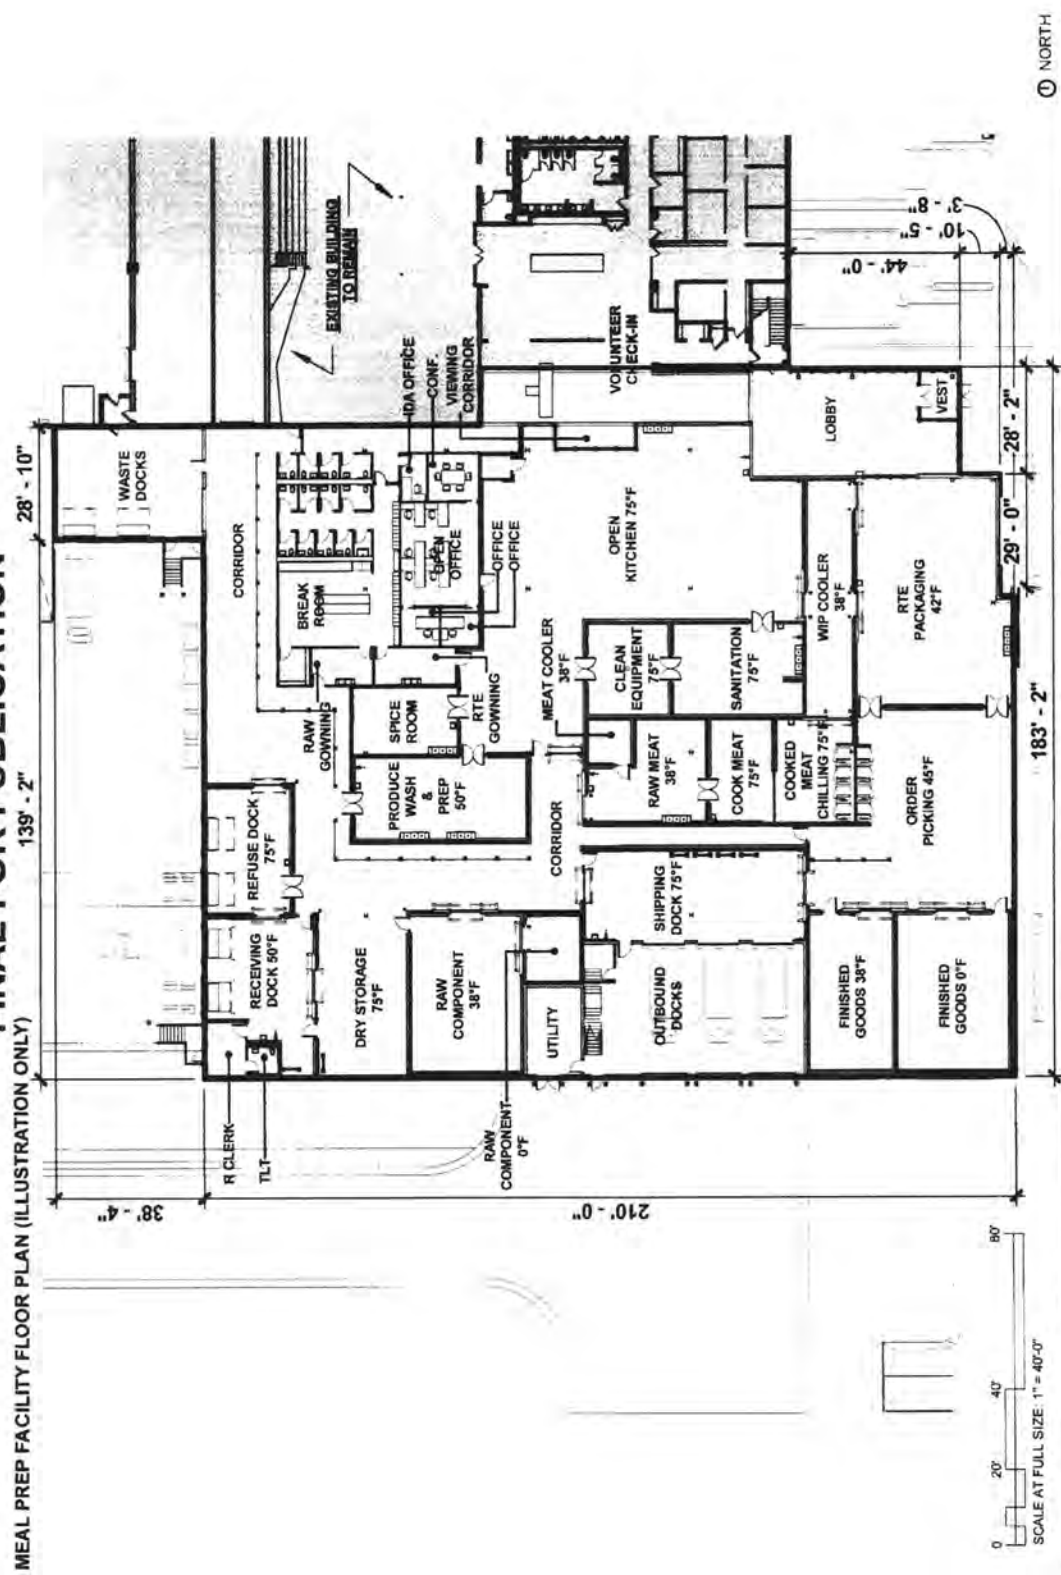 FINAL FOR PUBLICATION
MEAL PREP FACILITY FLOOR PLAN (ILLUSTRATION ONLY)
139' - 2"
28' - 10"
38' - 4"
210' - 0"
183' - 2"
29' - 0"
28' - 2"
44' - 0"
10' - 5"
3' - 8"
WASTE
DOCKS
EXISTING BUILDING
TO REMAIN
CORRIDOR
REFUSE DOCK
75°F
RECEIVING
DOCK 50°F
R CLERK
TLT
RAW
GOWNING
BREAK
ROOM
IDA OFFICE
CONF.
VIEWING
CORRIDOR
OPEN
OFFICE
OFFICE
OFFICE
SPICE
ROOM
RTE
GOWNING
PRODUCE
WASH
&
PREP
50°F
DRY STORAGE
75°F
RAW
COMPONENT
38°F
RAW
COMPONENT
0°F
UTILITY
CORRIDOR
MEAT COOLER
38°F
CLEAN
EQUIPMENT
75°F
OPEN
KITCHEN 75°F
VOLUNTEER
CHECK-IN
SHIPPING
DOCK 75°F
OUTBOUND
DOCKS
RAW MEAT
38°F
COOK MEAT
75°F
SANITATION
75°F
COOKED
MEAT
CHILLING 75°F
WIP COOLER
38°F
LOBBY
VEST
FINISHED
GOODS 38°F
FINISHED
GOODS 0°F
ORDER
PICKING 45°F
RTE
PACKAGING
42°F
0
20'
40'
80'
SCALE AT FULL SIZE: 1" = 40'-0"
NORTH